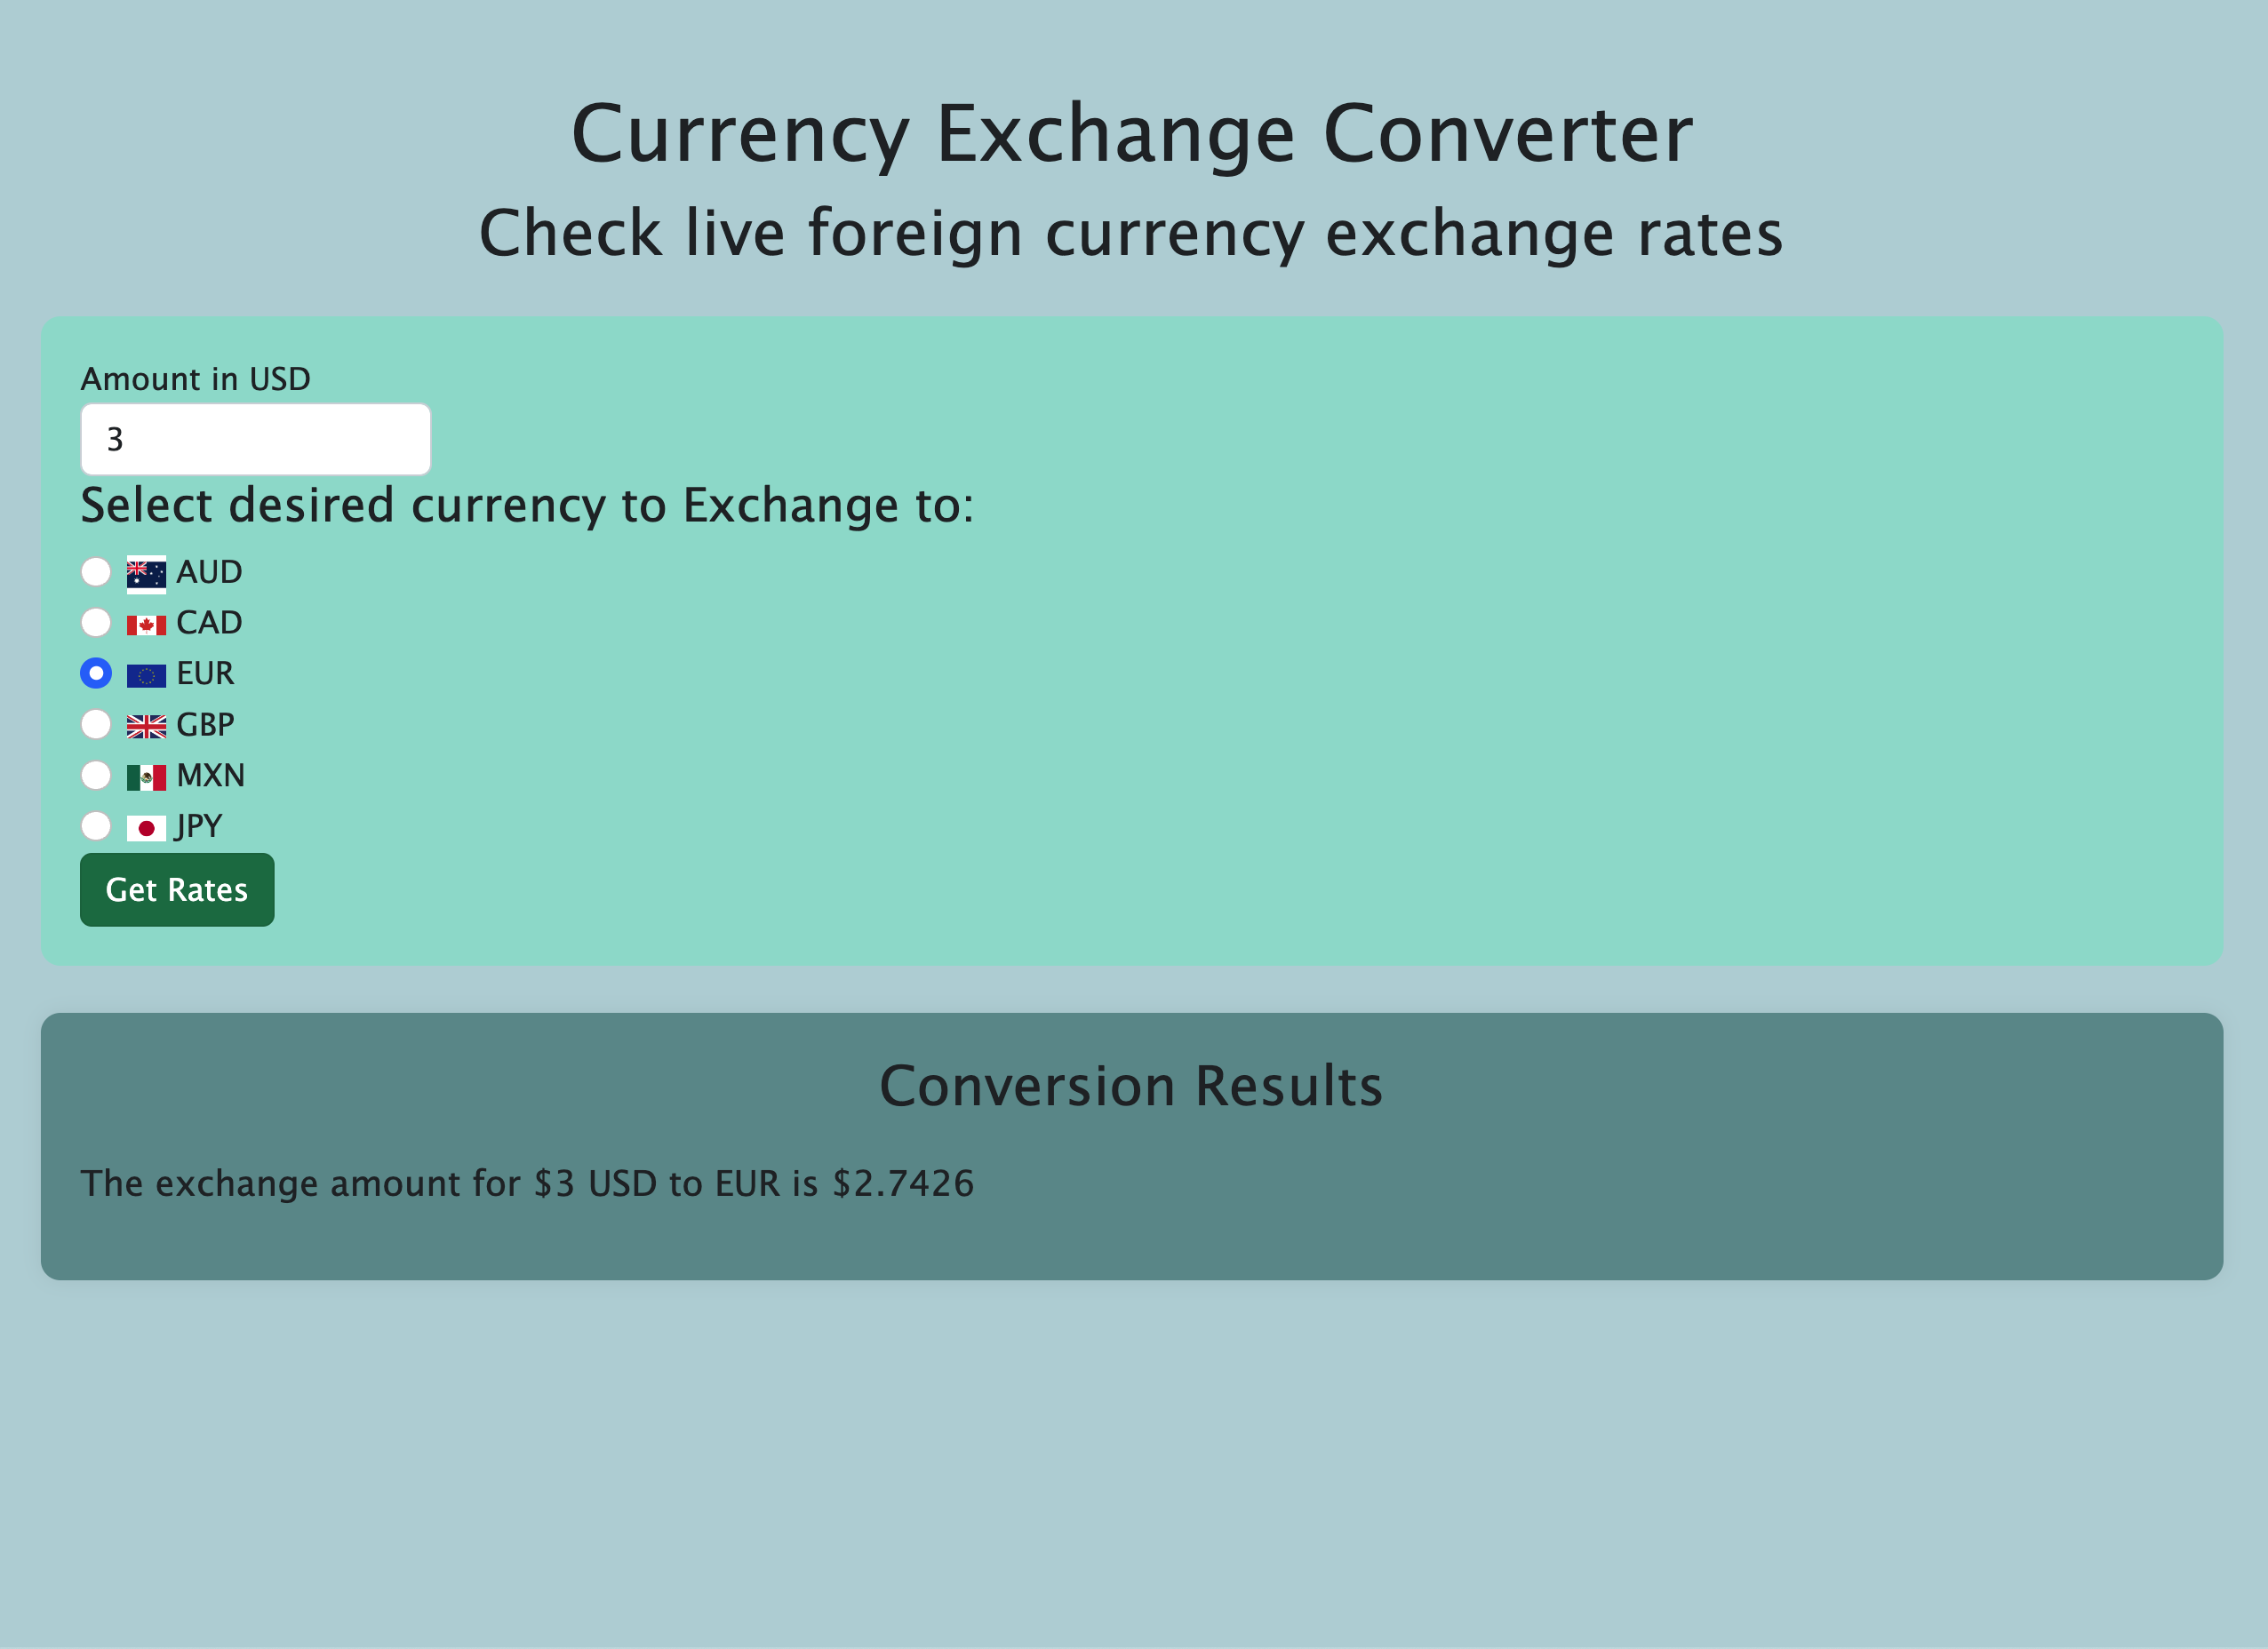 Currency Exchange Converter
Check live foreign currency exchange rates
Amount in USD
3
Select desired currency to Exchange to:
AUD
CAD
EUR
GBP
MXN
JPY
Get Rates
Conversion Results
The exchange amount for $3 USD to EUR is $2.7426